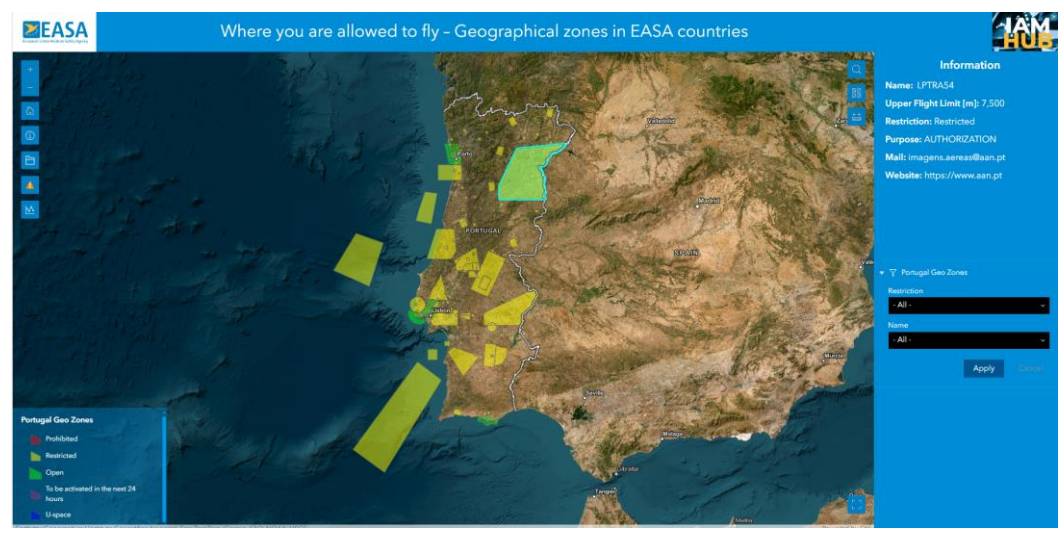 EASA
Where you are allowed to fly – Geographical zones in EASA countries
IAM
HUB
Information
Name: LPTRA54
Upper Flight Limit [m]: 7,500
Restriction: Restricted
Purpose: AUTHORIZATION
Mail: imagens.aereas@aan.pt
Website: https://www.aan.pt
Portugal Geo Zones
Restriction
- All -
Name
- All -
Apply
Cancel
Valladolid
Porto
Madrid
PORTUGAL
SPAIN
Lisbon
Murcia
Seville
Málaga
Gibraltar
Tangier
Portugal Geo Zones
Prohibited
Restricted
Open
To be activated in the next 24
hours
U-space